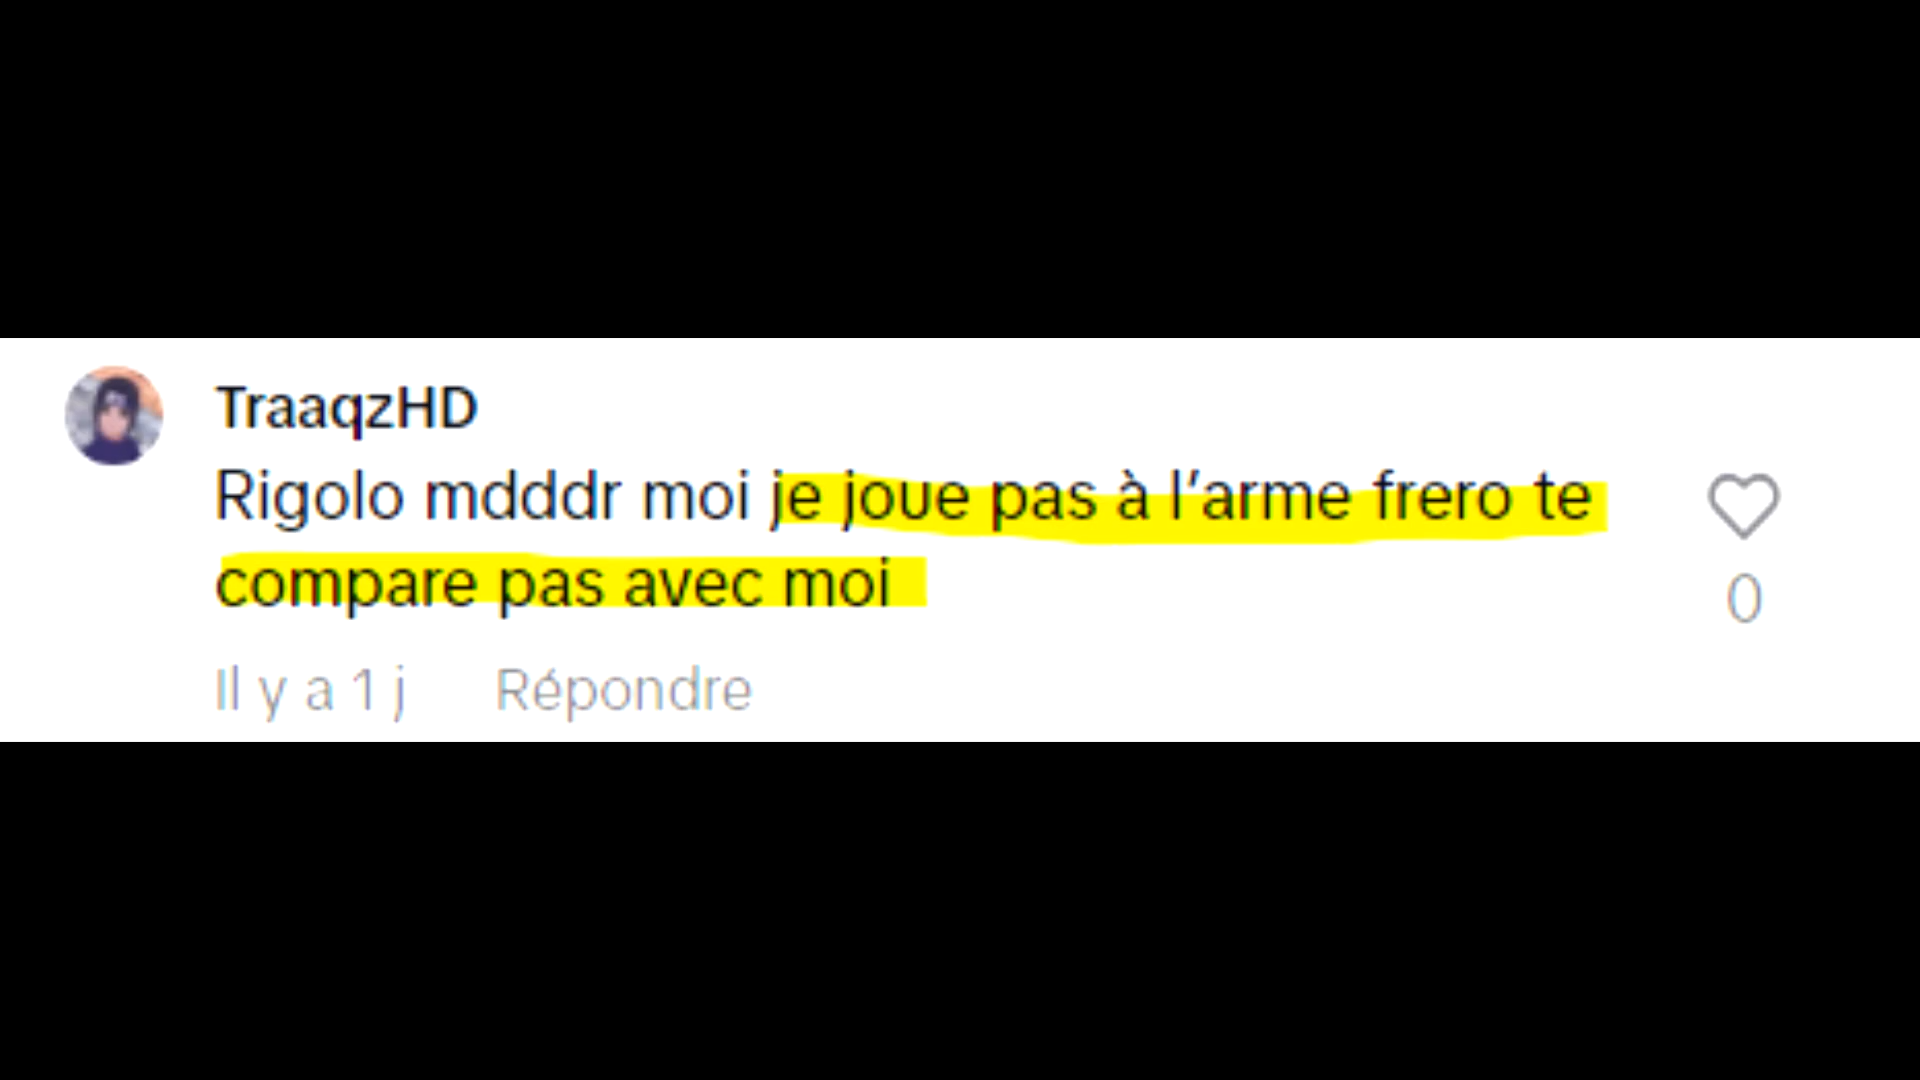 TraaqzHD
Rigolo mdddr moi je joue pas à l’arme frero te
compare pas avec moi
0
Il y a 1 j Répondre